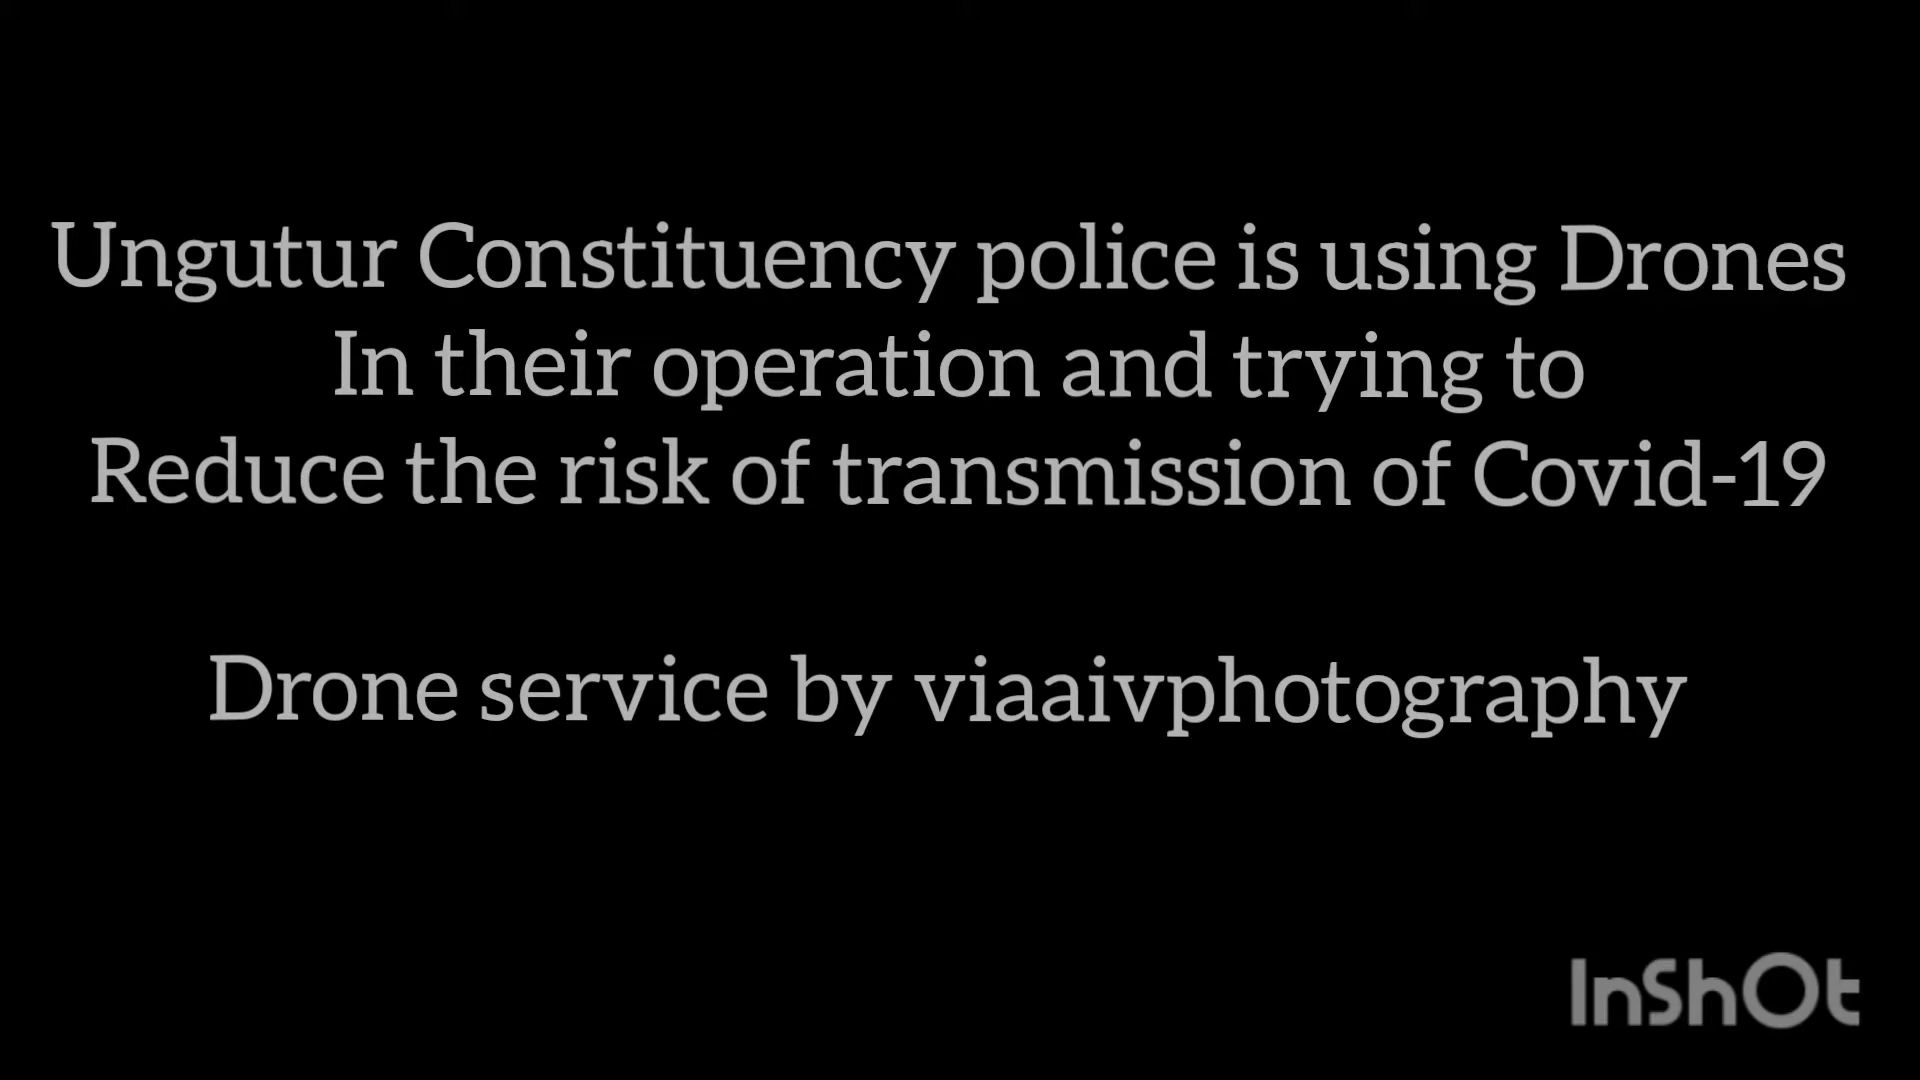 Ungutur Constituency police is using Drones
In their operation and trying to
Reduce the risk of transmission of Covid-19
Drone service by viaaivphotography
InShOt